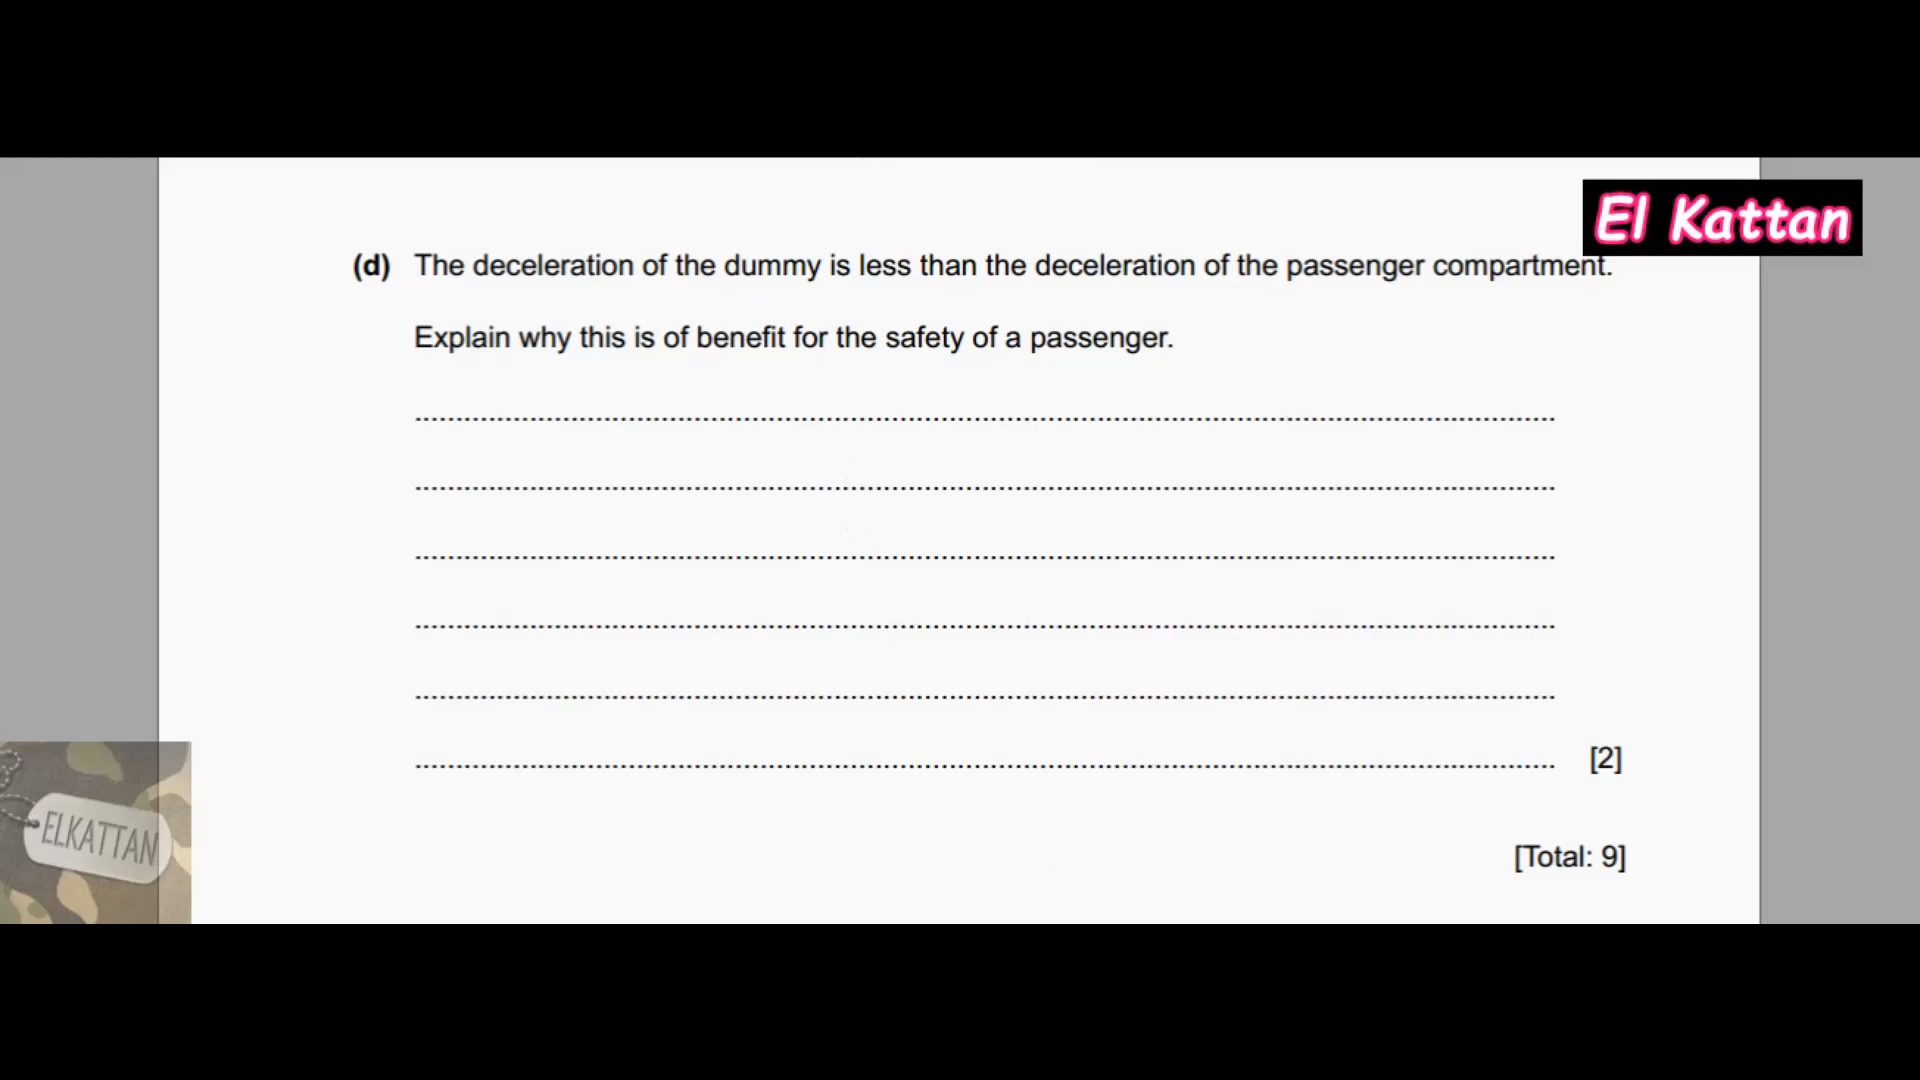 El Kattan
(d) The deceleration of the dummy is less than the deceleration of the passenger compartment.
Explain why this is of benefit for the safety of a passenger.
[2]
[Total: 9]
ELKATTAN